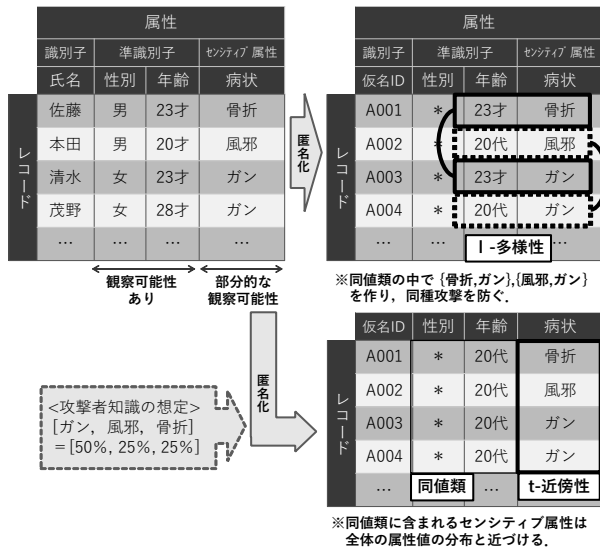 属性
識別子 準識別子 センシティブ 属性
氏名 性別 年齢 病状
レコード
佐藤 男 23才 骨折
本田 男 20才 風邪
清水 女 23才 ガン
茂野 女 28才 ガン
… … … …
観察可能性
あり
部分的な
観察可能性
匿名化
属性
識別子 準識別子 センシティブ 属性
仮名ID 性別 年齢 病状
レコード
A001 * 23才 骨折
A002 * 20代 風邪
A003 * 23才 ガン
A004 * 20代 ガン
… … …
l -多様性
※同値類の中で {骨折,ガン},{風邪,ガン}
を作り，同種攻撃を防ぐ．
<攻撃者知識の想定>
[ガン，風邪，骨折]
＝[50%, 25%, 25%]
匿名化
仮名ID 性別 年齢 病状
レコード
A001 * 20代 骨折
A002 * 20代 風邪
A003 * 20代 ガン
A004 * 20代 ガン
… …
同値類
t-近傍性
※同値類に含まれるセンシティブ属性は
全体の属性値の分布と近づける．